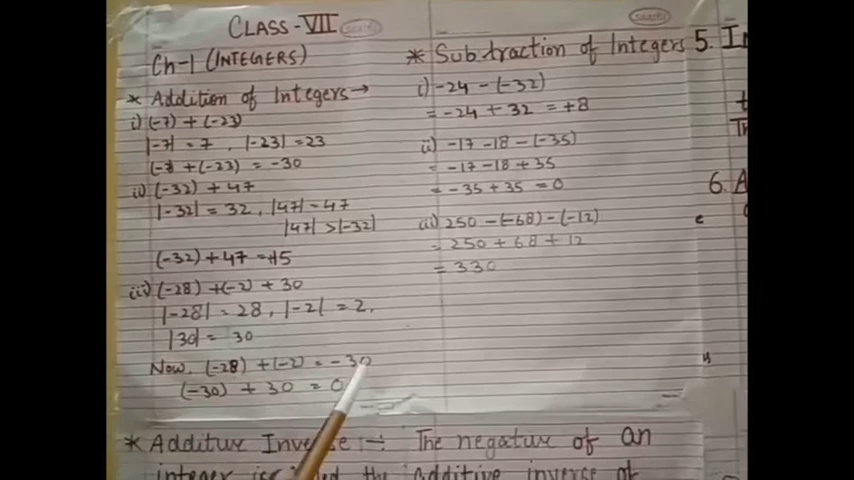 CLASS-VII
Ch-1 (INTEGERS)
* Addition of Integers→
i) (-7) + (-23)
|-7| = 7 , |-23| = 23
(-7) + (-23) = -30
ii) (-32) + 47
|-32| = 32, |47| = 47
|47| > |-32|
(-32) + 47 = +15
iii) (-28) + (-2) + 30
|-28| = 28, |-2| = 2,
|30| = 30
Now, (-28) + (-2) = -30
(-30) + 30 = 0
* Subtraction of Integers
i) -24 - (-32)
= -24 + 32 = +8
ii) -17 -18 - (-35)
= -17 -18 + 35
= -35 + 35 = 0
iii) 250 - (-68) - (-12)
= 250 + 68 + 12
= 330
* Additive Inverse :- The negative of an
integer is the additive inverse of
5. In
6. A